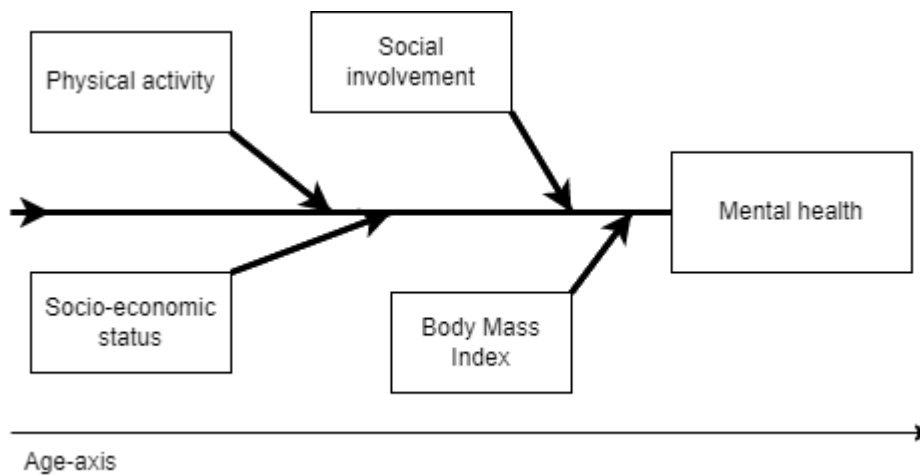 Physical activity
Social
involvement
Mental health
Socio-economic
status
Body Mass
Index
Age-axis